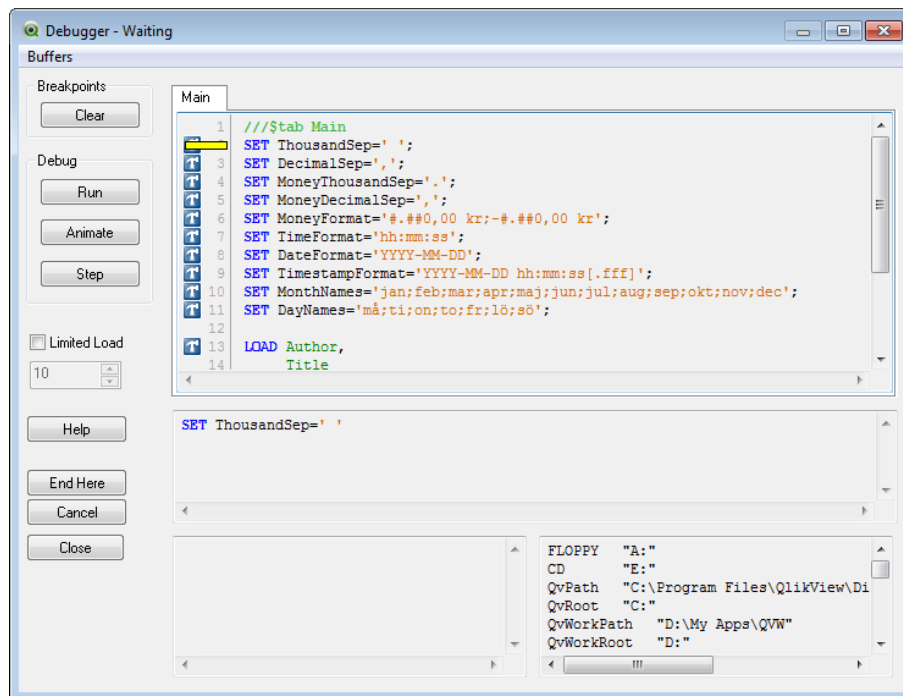 Debugger - Waiting
Buffers
Breakpoints
Clear
Debug
Run
Animate
Step
Limited Load
10
Help
End Here
Cancel
Close
Main
1 ///$tab Main
SET ThousandSep=' ';
3 SET DecimalSep=',';
4 SET MoneyThousandSep='.';
5 SET MoneyDecimalSep=',';
6 SET MoneyFormat='#.##0,00 kr;-#.##0,00 kr';
7 SET TimeFormat='hh:mm:ss';
8 SET DateFormat='YYYY-MM-DD';
9 SET TimestampFormat='YYYY-MM-DD hh:mm:ss[.fff]';
10 SET MonthNames='jan;feb;mar;apr;maj;jun;jul;aug;sep;okt;nov;dec';
11 SET DayNames='må;ti;on;to;fr;lö;sö';
12
13 LOAD Author,
14 Title
SET ThousandSep=' '
FLOPPY "A:"
CD "E:"
QvPath "C:\Program Files\QlikView\Di
QvRoot "C:"
QvWorkPath "D:\My Apps\QVW"
QvWorkRoot "D:"